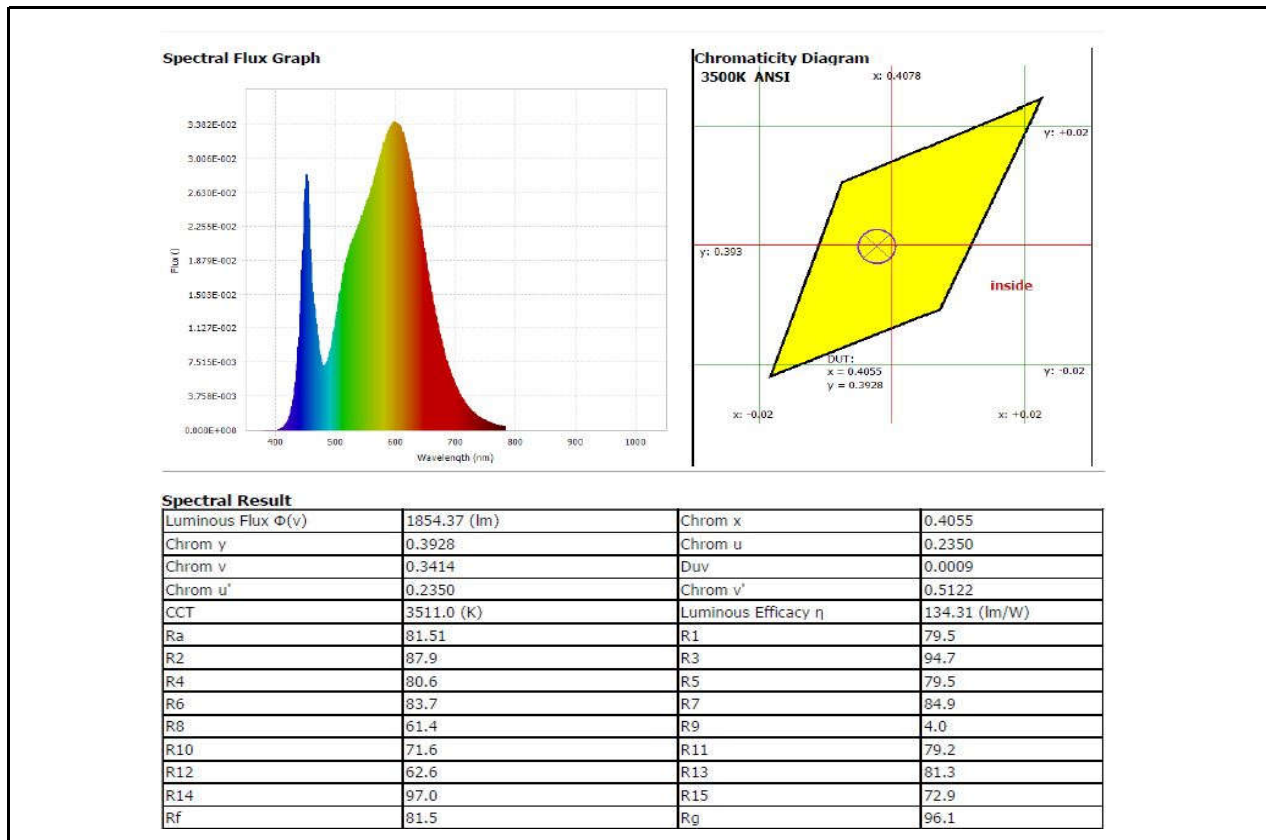 Spectral Flux Graph
3.382E-002
3.006E-002
2.630E-002
2.255E-002
1.879E-002
1.503E-002
1.127E-002
7.515E-003
3.758E-003
0.000E+000
Flux()
400 500 600 700 800 900 1000
Wavelength (nm)
Chromaticity Diagram
3500K ANSI
x: 0.4078
y: +0.02
y: 0.393
inside
DUT:
x = 0.4055
y = 0.3928
y: -0.02
x: -0.02
x: +0.02
Spectral Result
Luminous Flux Φ(v) 1854.37 (lm) Chrom x 0.4055
Chrom y 0.3928 Chrom u 0.2350
Chrom v 0.3414 Duv 0.0009
Chrom u' 0.2350 Chrom v' 0.5122
CCT 3511.0 (K) Luminous Efficacy η 134.31 (lm/W)
Ra 81.51 R1 79.5
R2 87.9 R3 94.7
R4 80.6 R5 79.5
R6 83.7 R7 84.9
R8 61.4 R9 4.0
R10 71.6 R11 79.2
R12 62.6 R13 81.3
R14 97.0 R15 72.9
Rf 81.5 Rg 96.1